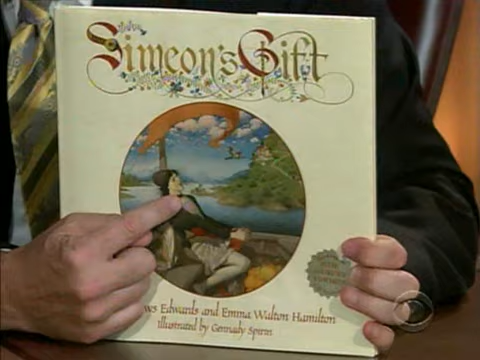 Simeon's Gift
ws Edwards and Emma Walton Hamilton
Illustrated by Gennady Spirin